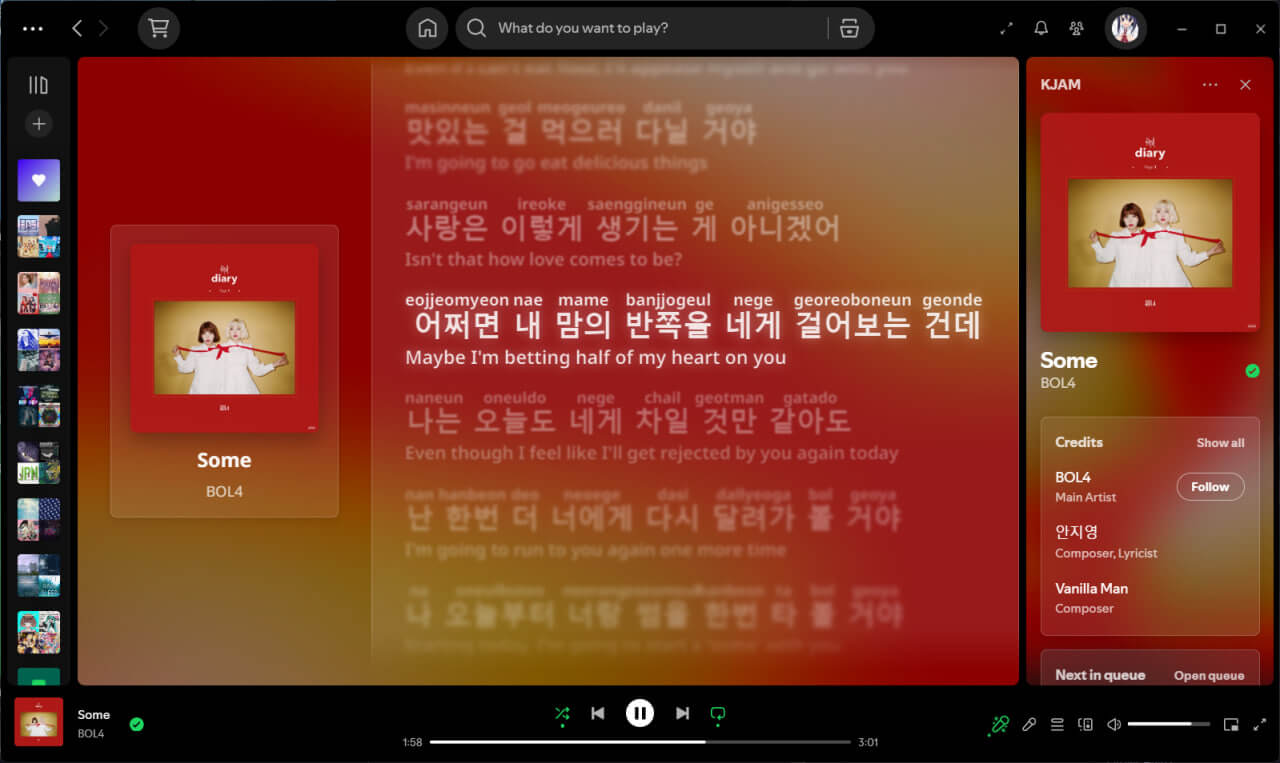 What do you want to play?
masinneun geol meogeureo danil geoya
맛있는 걸 먹으러 다닐 거야
I'm going to go eat delicious things
sarangeun ireoke saenggineun ge anigesseo
사랑은 이렇게 생기는 게 아니겠어
Isn't that how love comes to be?
eojjeomyeon nae mame banjjogeul nege georeoboneun geonde
어쩌면 내 맘의 반쪽을 네게 걸어보는 건데
Maybe I'm betting half of my heart on you
naneun oneuldo nege chail geotman gatado
나는 오늘도 네게 차일 것만 같아도
Even though I feel like I'll get rejected by you again today
nan hanbeon deo neoege dasi dallyeoga bol geoya
난 한번 더 너에게 다시 달려가 볼 거야
I'm going to run to you again one more time
나 오늘부터 너랑 썸을 한번 타 볼 거야
diary
Some
BOL4
KJAM
diary
Some
BOL4
Credits
Show all
BOL4
Main Artist
Follow
안지영
Composer, Lyricist
Vanilla Man
Composer
Next in queue
Open queue
Some
BOL4
1:58
3:01